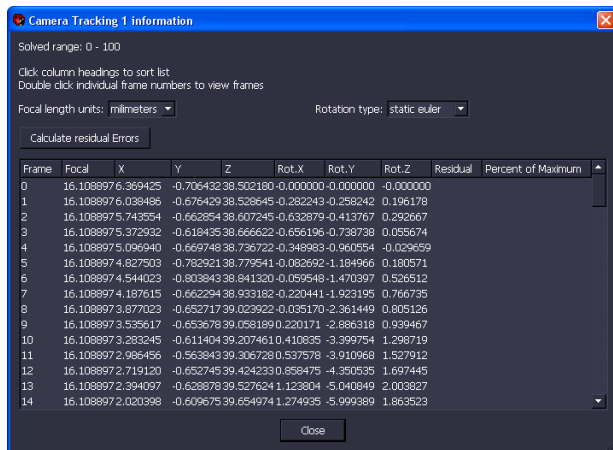 Camera Tracking 1 information
Solved range: 0 - 100
Click column headings to sort list
Double click individual frame numbers to view frames
Focal length units: milimeters Rotation type: static euler
Calculate residual Errors
Frame Focal X Y Z Rot.X Rot.Y Rot.Z Residual Percent of Maximum
0 16.108897 6.369425 -0.706432 38.502180 -0.000000 -0.000000 -0.000000
1 16.108897 6.038486 -0.676429 38.528645 -0.282243 -0.258242 0.196178
2 16.108897 5.743554 -0.662854 38.607245 -0.632879 -0.413767 0.292667
3 16.108897 5.372932 -0.618435 38.666622 -0.656196 -0.738738 0.055674
4 16.108897 5.096940 -0.669748 38.736722 -0.348983 -0.960554 -0.029659
5 16.108897 4.827503 -0.782921 38.779541 -0.082692 -1.184966 0.180571
6 16.108897 4.544023 -0.803843 38.841320 -0.059548 -1.470397 0.526512
7 16.108897 4.187615 -0.662294 38.933182 -0.220441 -1.923195 0.766735
8 16.108897 3.877023 -0.652717 39.023922 -0.035170 -2.361449 0.805126
9 16.108897 3.535617 -0.653678 39.058189 0.220171 -2.886318 0.939467
10 16.108897 3.283245 -0.611404 39.207461 0.410835 -3.399754 1.298719
11 16.108897 2.986456 -0.563843 39.306728 0.537578 -3.910968 1.527912
12 16.108897 2.719120 -0.652745 39.424233 0.858475 -4.350535 1.697445
13 16.108897 2.394097 -0.628878 39.527624 1.123804 -5.040849 2.003827
14 16.108897 2.020398 -0.609675 39.654974 1.274935 -5.999389 1.863523
Close